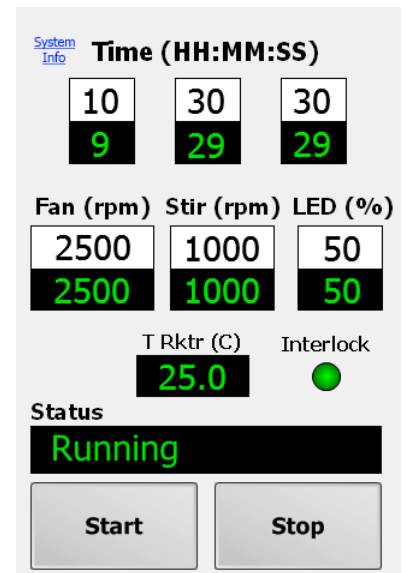 System
Info
Time (HH:MM:SS)
10 30 30
9 29 29
Fan (rpm) Stir (rpm) LED (%)
2500 1000 50
2500 1000 50
T Rktr (C) Interlock
25.0
Status
Running
Start Stop